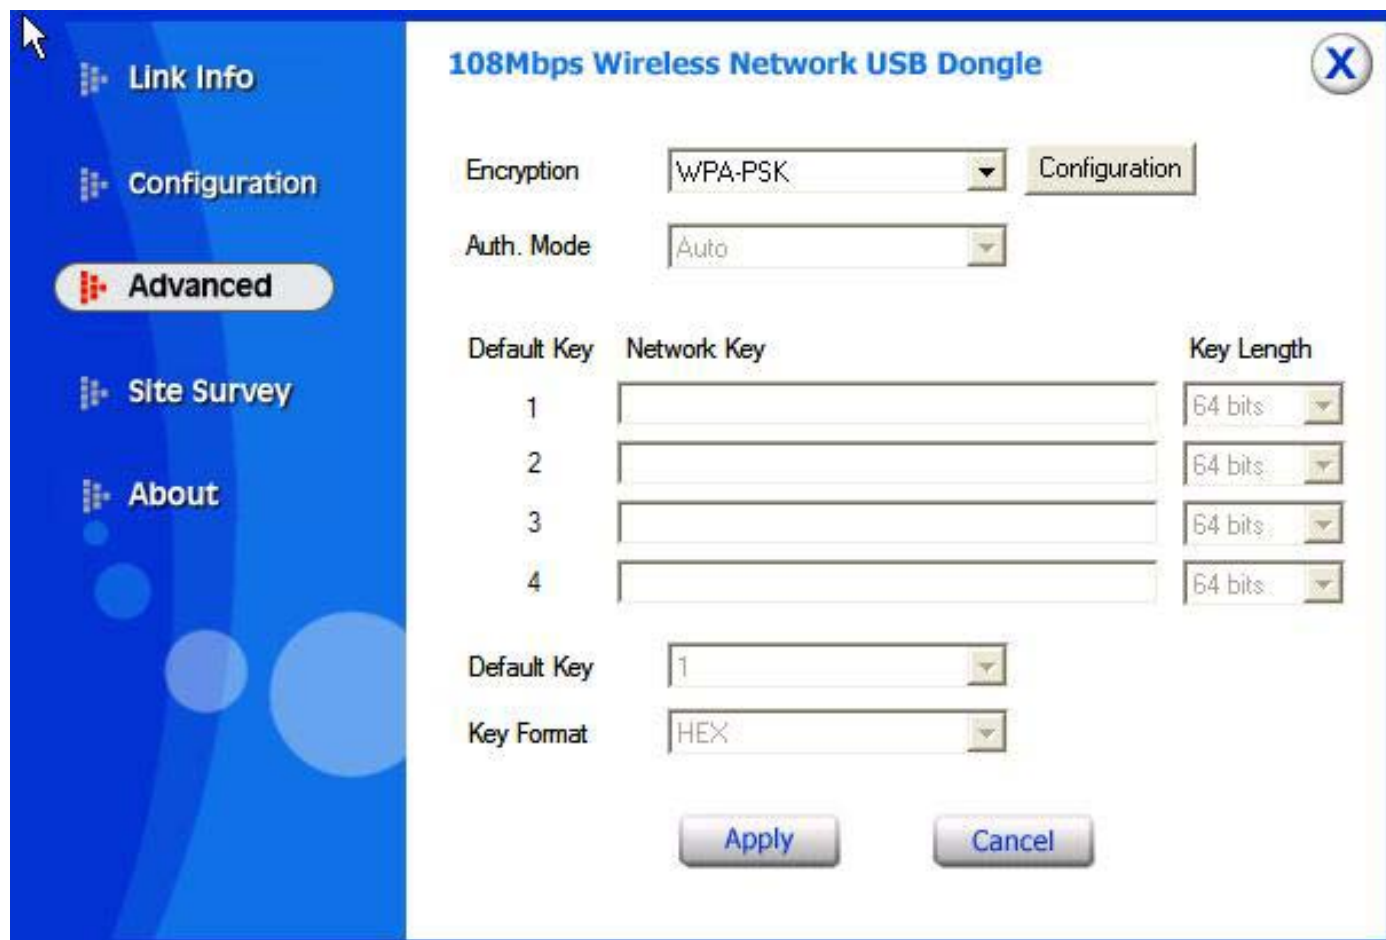 Link Info
Configuration
Advanced
Site Survey
About
108Mbps Wireless Network USB Dongle
X
Encryption WPA-PSK Configuration
Auth. Mode Auto
Default Key Network Key Key Length
1 64 bits
2 64 bits
3 64 bits
4 64 bits
Default Key 1
Key Format HEX
Apply Cancel